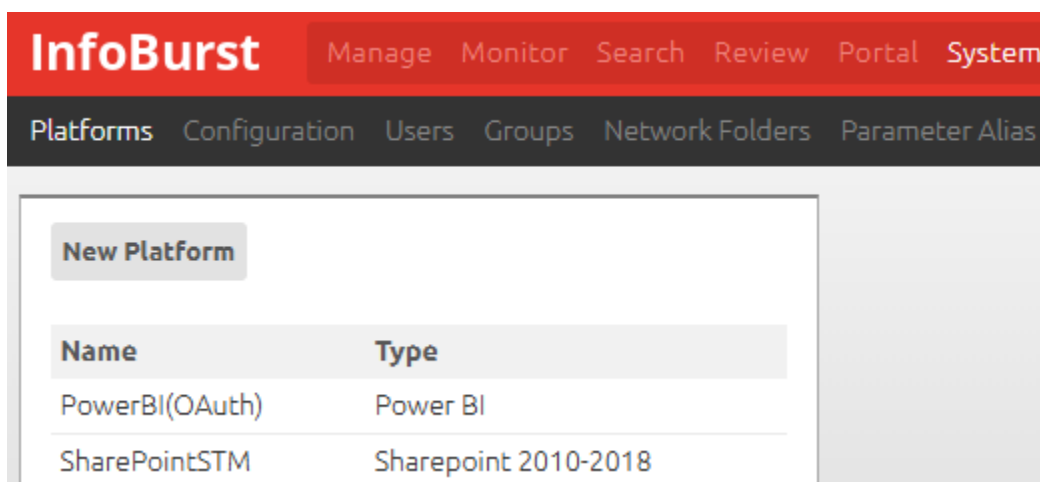 InfoBurst Manage Monitor Search Review Portal System
Platforms Configuration Users Groups Network Folders Parameter Alias
New Platform
Name Type
PowerBI(OAuth) Power BI
SharePointSTM Sharepoint 2010-2018